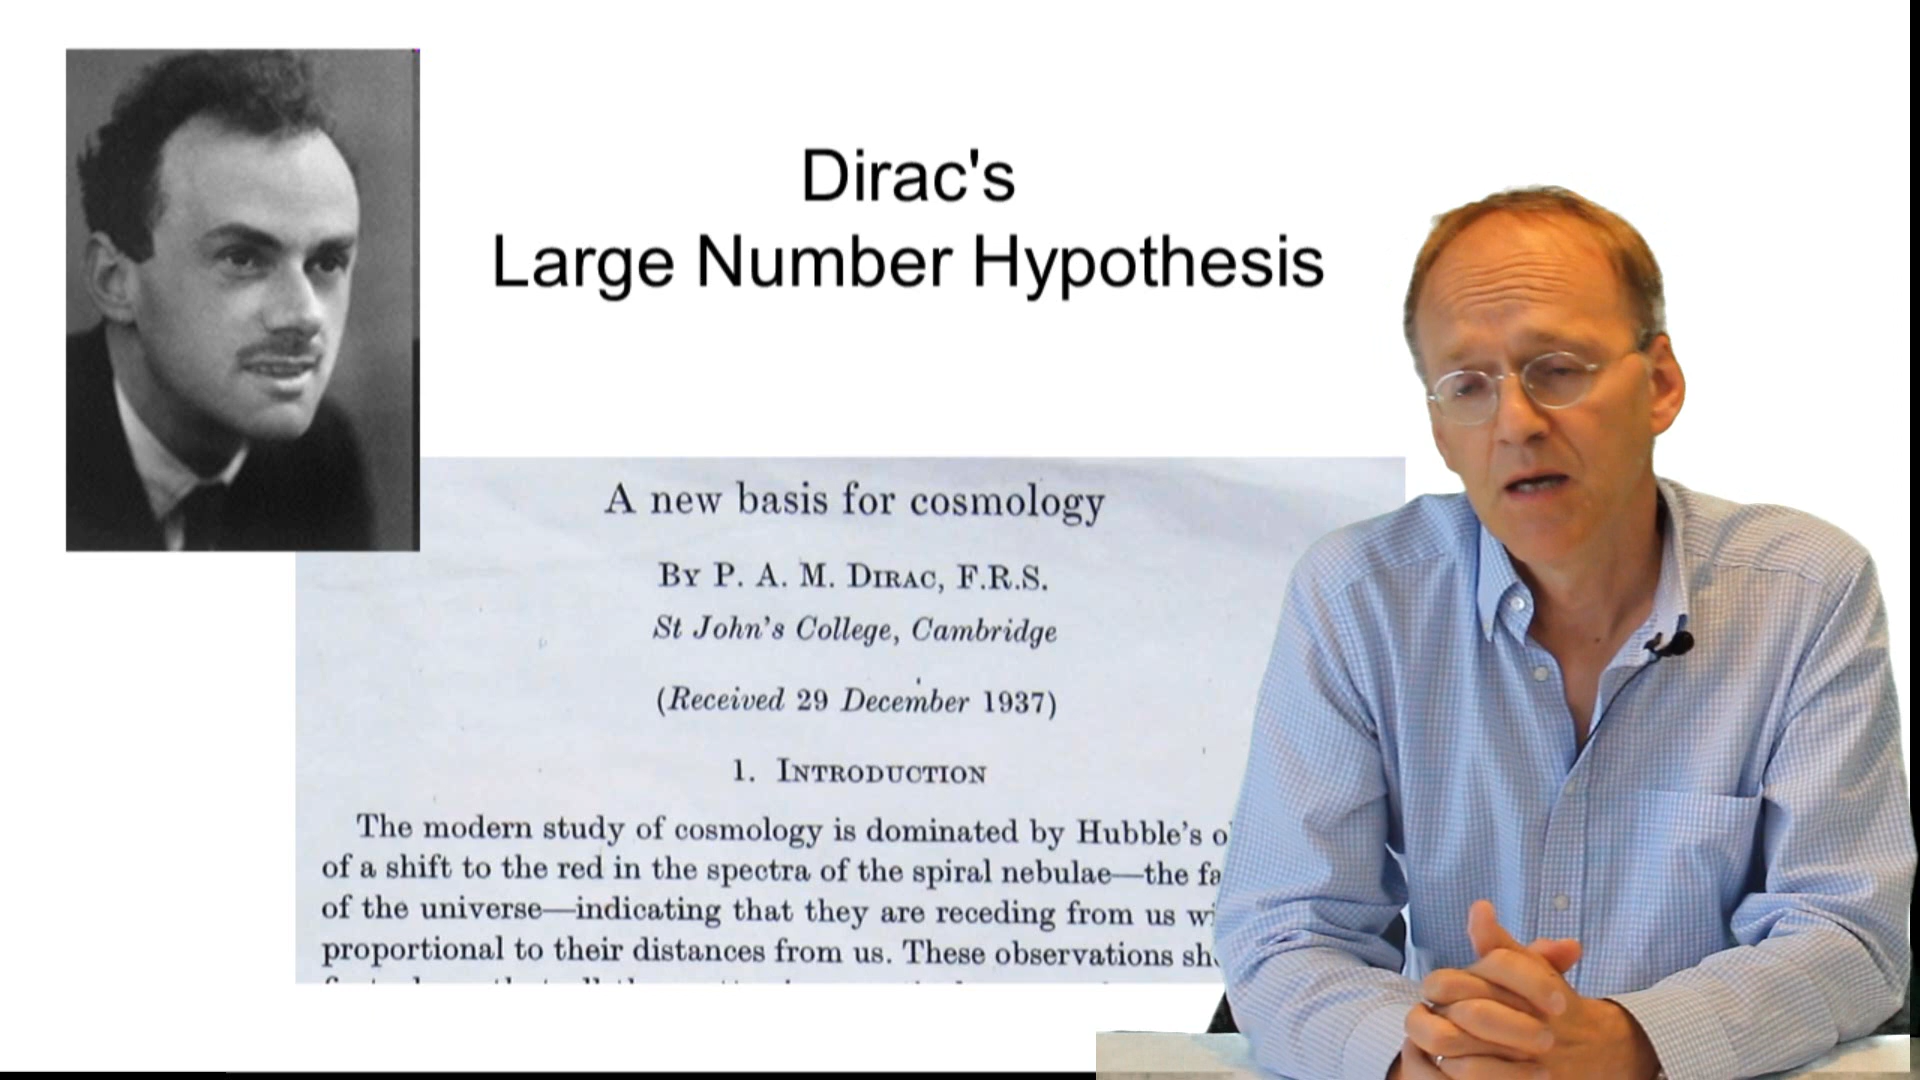 Dirac's
Large Number Hypothesis
A new basis for cosmology
By P. A. M. Dirac, F.R.S.
St John's College, Cambridge
(Received 29 December 1937)
1. Introduction
The modern study of cosmology is dominated by Hubble's
of a shift to the red in the spectra of the spiral nebulae—the
of the universe—indicating that they are receding from us
proportional to their distances from us. These observations